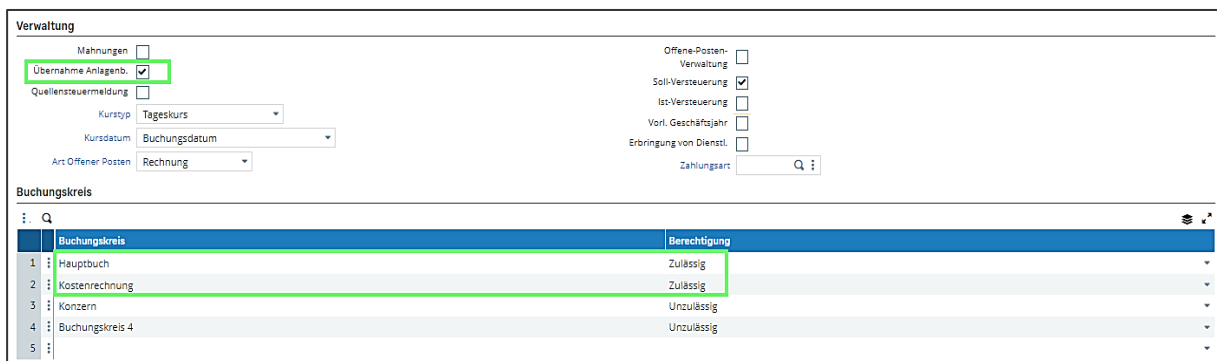 Verwaltung
Mahnungen
Übernahme Anlagenb.
Quellensteuermeldung
Kurstyp Tageskurs
Kursdatum Buchungsdatum
Art Offener Posten Rechnung
Offene-Posten-
Verwaltung
Soll-Versteuerung
Ist-Versteuerung
Vorl. Geschäftsjahr
Erbringung von Dienstl.
Zahlungsart
Buchungskreis
Buchungskreis Berechtigung
1 Hauptbuch Zulässig
2 Kostenrechnung Zulässig
3 Konzern Unzulässig
4 Buchungskreis 4 Unzulässig
5